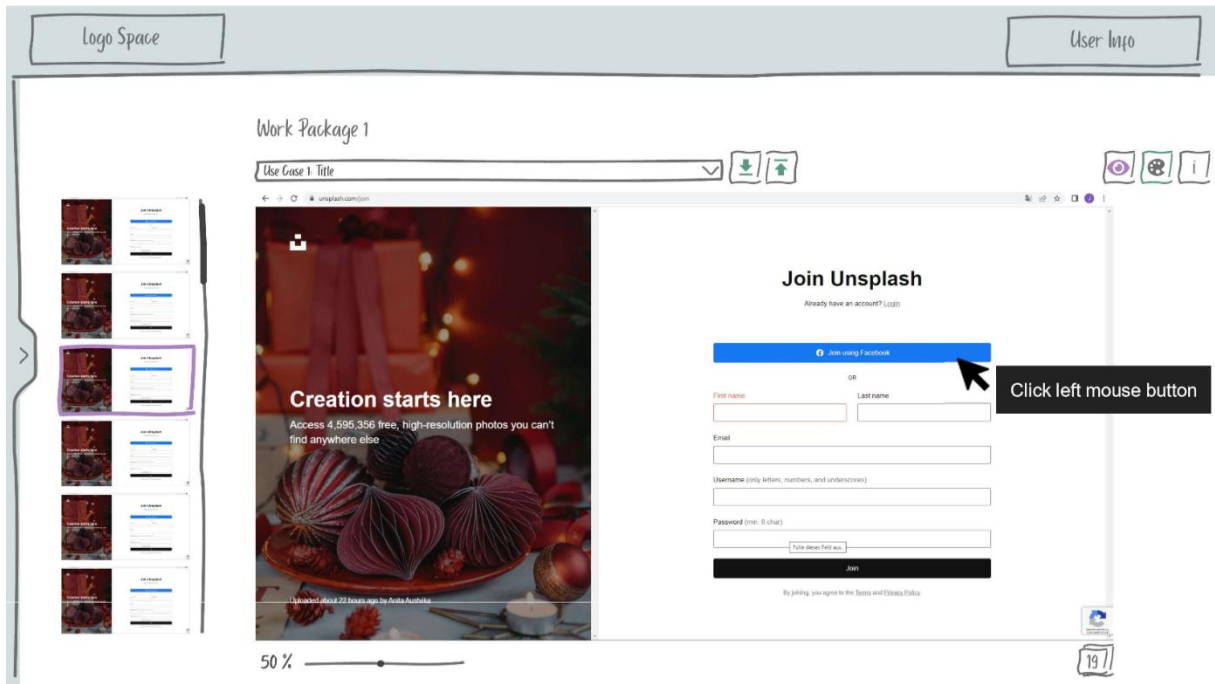 Logo Space
User Info
Work Package 1
Use Case 1: Title
i
unsplash.com/join
J
Join Unsplash
Already have an account? Login
Join using Facebook
OR
Click left mouse button
First name
Last name
Creation starts here
Access 4,595,356 free, high-resolution photos you can't
find anywhere else
Email
Username (only letters, numbers, and underscores)
Password (min. 8 char)
Fülle dieses Feld aus.
Join
By joining, you agree to the Terms and Privacy Policy.
Uploaded about 22 hours ago by Anita Austvika
50 %
19